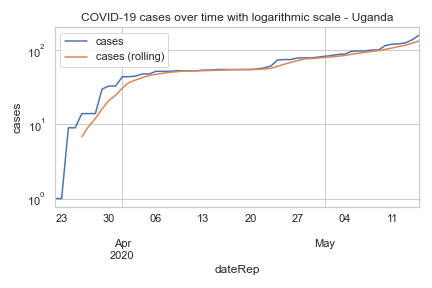 COVID-19 cases over time with logarithmic scale - Uganda
cases
cases (rolling)
10²
10¹
10⁰
cases
23 30 06 13 20 27 04 11
Apr May
2020
dateRep